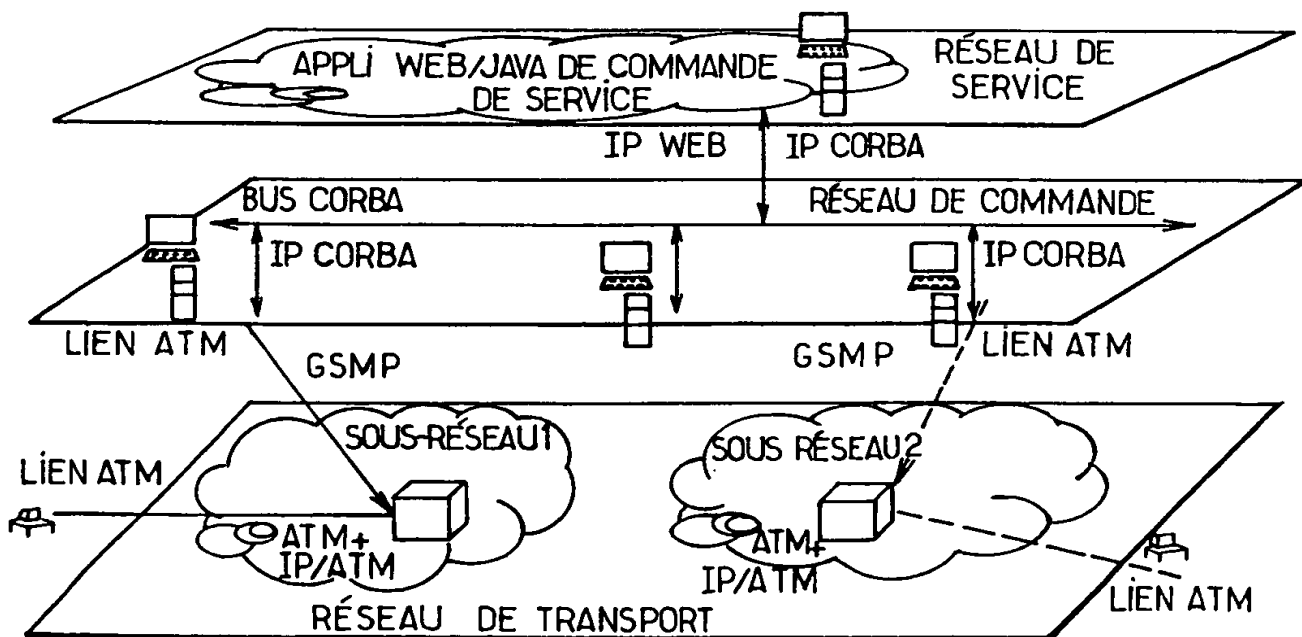 APPLI WEB/JAVA DE COMMANDE
DE SERVICE
RÉSEAU DE
SERVICE
IP WEB
IP CORBA
BUS CORBA
RÉSEAU DE COMMANDE
IP CORBA
IP CORBA
LIEN ATM
GSMP
GSMP
LIEN ATM
SOUS-RÉSEAU1
SOUS RÉSEAU2
LIEN ATM
ATM+
IP/ATM
ATM+
IP/ATM
LIEN ATM
RÉSEAU DE TRANSPORT